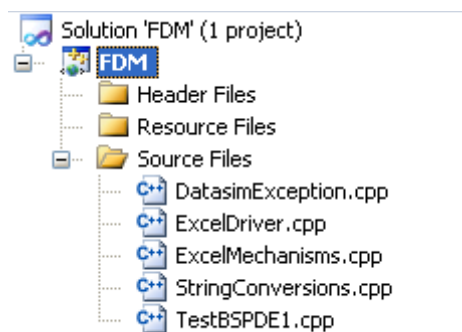 Solution 'FDM' (1 project)
FDM
Header Files
Resource Files
Source Files
C++ DatasimException.cpp
C++ ExcelDriver.cpp
C++ ExcelMechanisms.cpp
C++ StringConversions.cpp
C++ TestBSPDE1.cpp